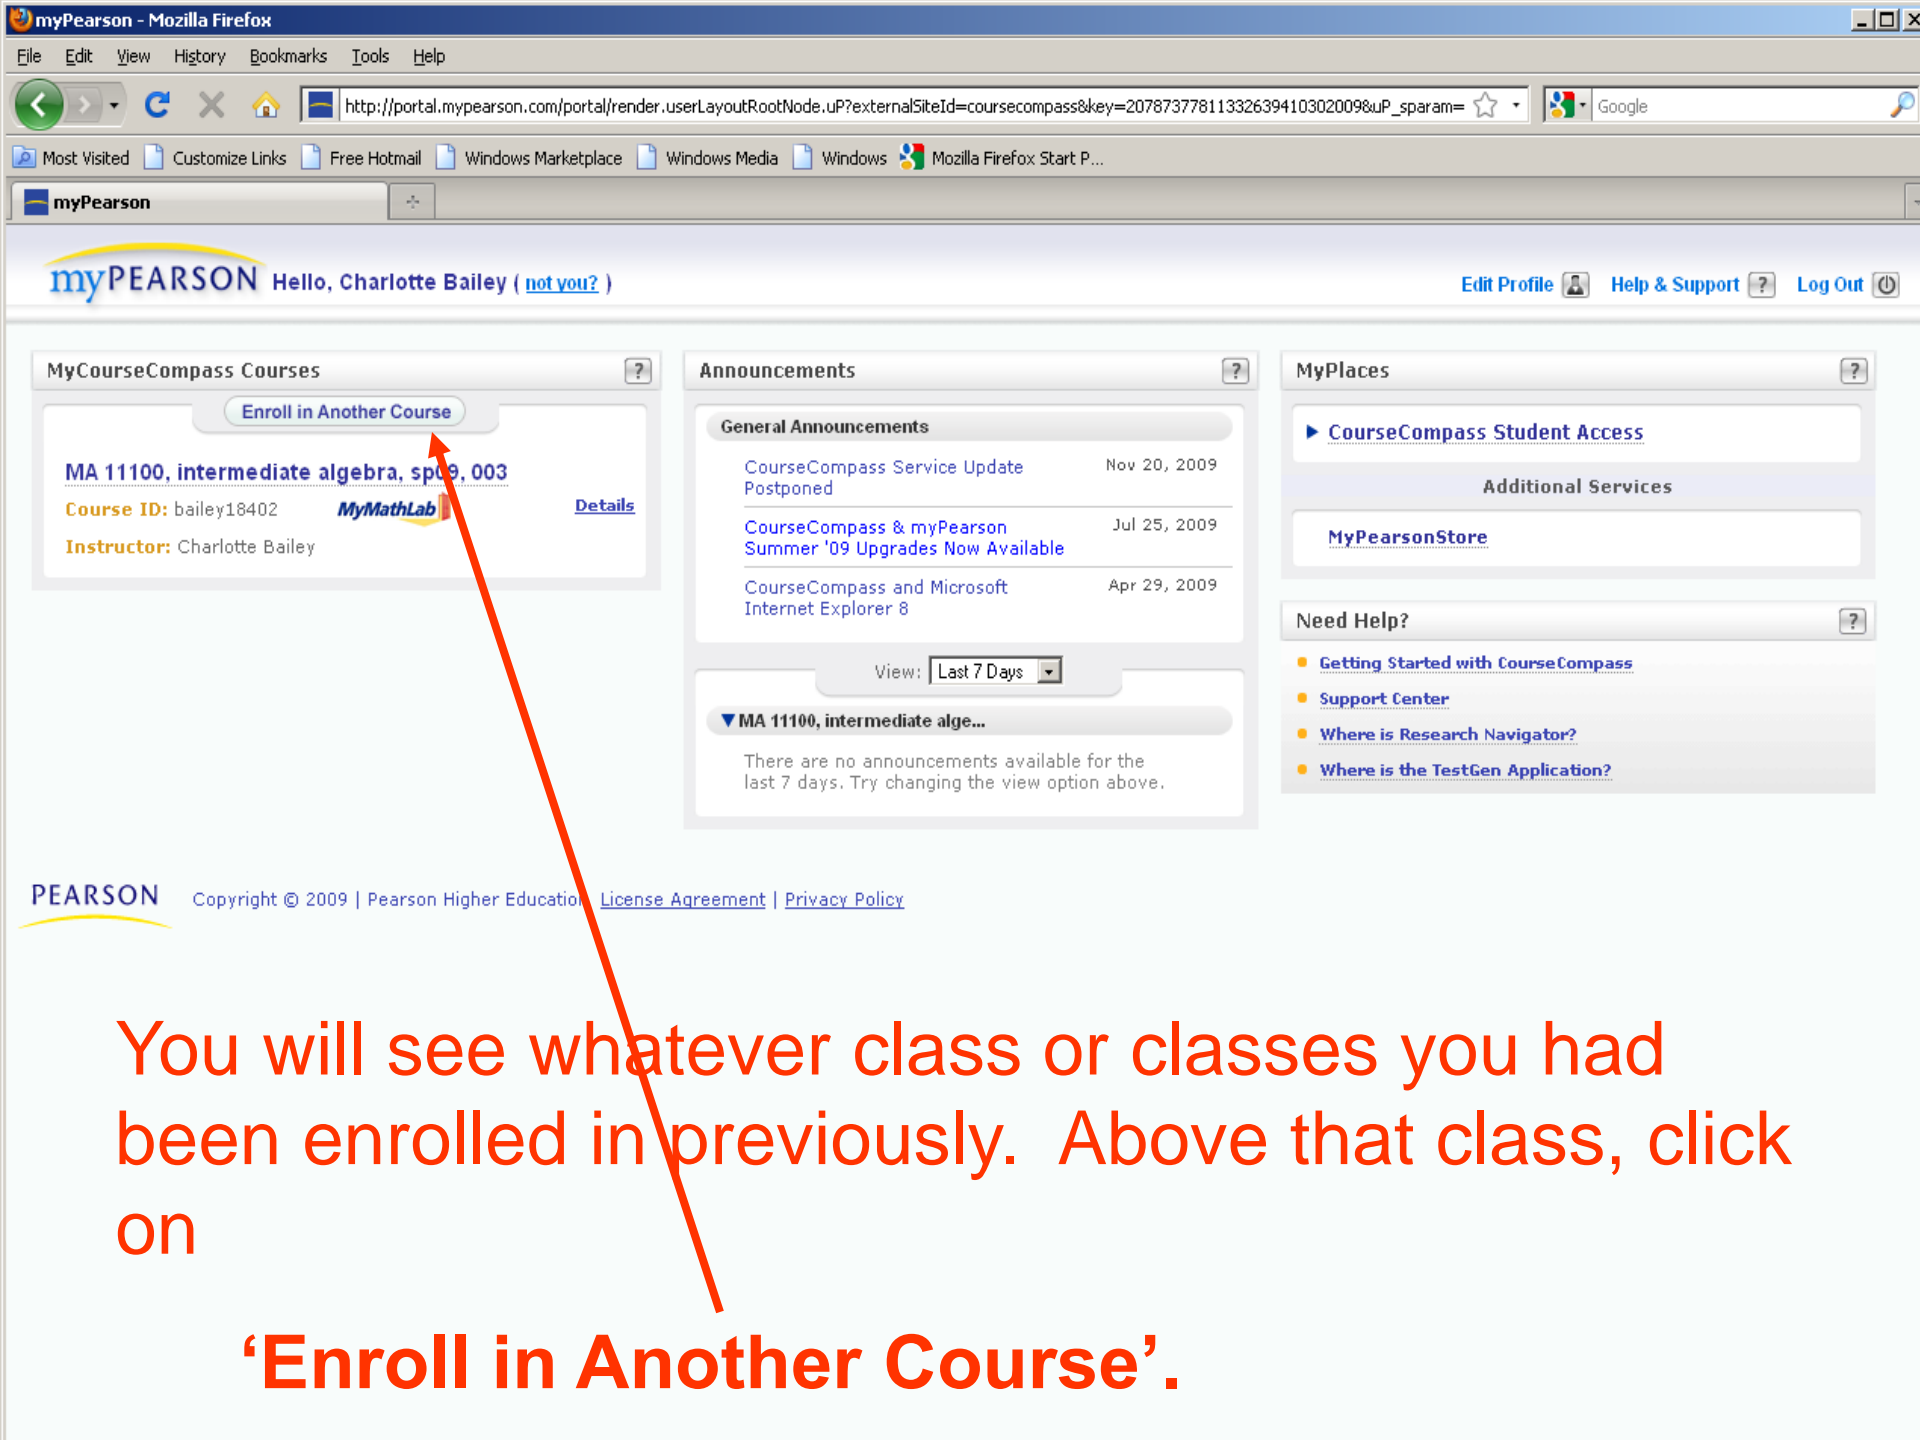 myPearson - Mozilla Firefox
File Edit View History Bookmarks Tools Help
http://portal.mypearson.com/portal/render.userLayoutRootNode.uP?externalSiteId=coursecompass&key=20787377811332639410302009&uP_sparam=
Google
Most Visited Customize Links Free Hotmail Windows Marketplace Windows Media Windows Mozilla Firefox Start P...
myPearson
myPEARSON Hello, Charlotte Bailey ( not you? )
Edit Profile Help & Support ? Log Out
MyCourseCompass Courses ?
Enroll in Another Course
MA 11100, intermediate algebra, sp09, 003
Course ID: bailey18402 MyMathLab Details
Instructor: Charlotte Bailey
Announcements ?
General Announcements
CourseCompass Service Update Nov 20, 2009
Postponed
CourseCompass & myPearson Jul 25, 2009
Summer '09 Upgrades Now Available
CourseCompass and Microsoft Apr 29, 2009
Internet Explorer 8
View: Last 7 Days
MA 11100, intermediate alge...
There are no announcements available for the
last 7 days. Try changing the view option above.
MyPlaces ?
CourseCompass Student Access
Additional Services
MyPearsonStore
Need Help? ?
Getting Started with CourseCompass
Support Center
Where is Research Navigator?
Where is the TestGen Application?
PEARSON Copyright © 2009 | Pearson Higher Education License Agreement | Privacy Policy
You will see whatever class or classes you had
been enrolled in previously. Above that class, click
on
‘Enroll in Another Course’.